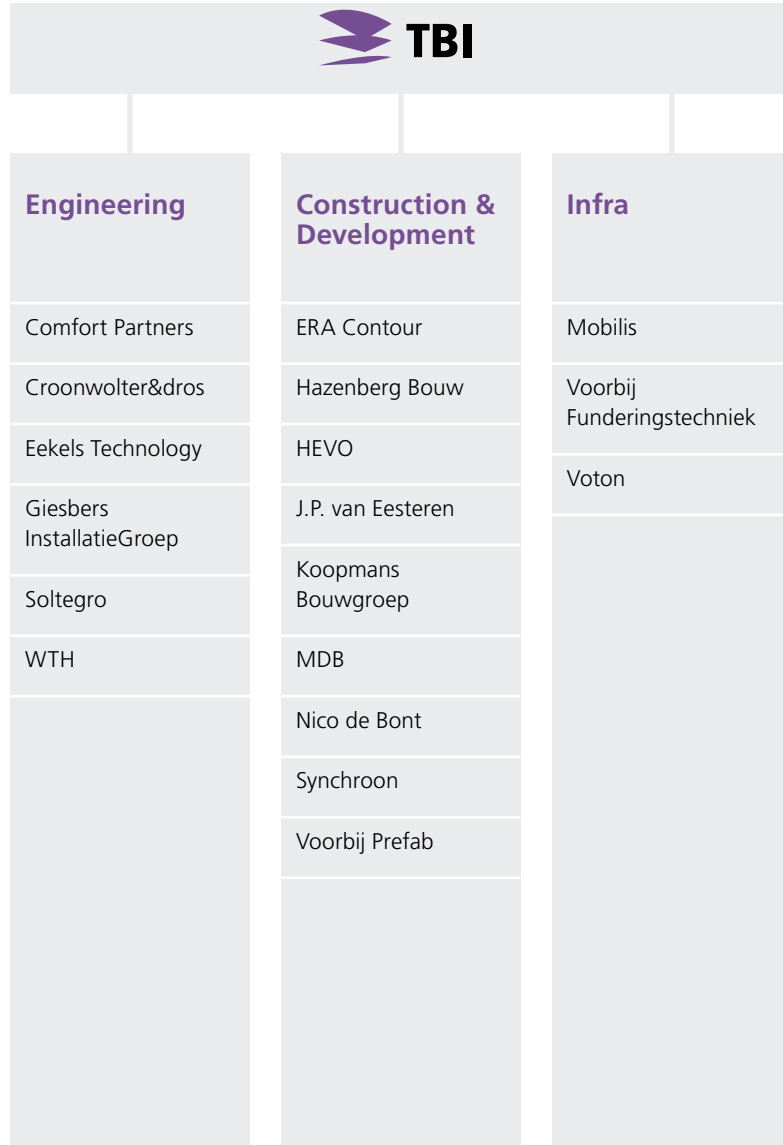 TBI
Engineering
Comfort Partners
Croonwolter&dros
Eekels Technology
Giesbers
InstallatieGroep
Soltegro
WTH
Construction &
Development
ERA Contour
Hazenberg Bouw
HEVO
J.P. van Eesteren
Koopmans
Bouwgroep
MDB
Nico de Bont
Synchroon
Voorbij Prefab
Infra
Mobilis
Voorbij
Funderingstechniek
Voton